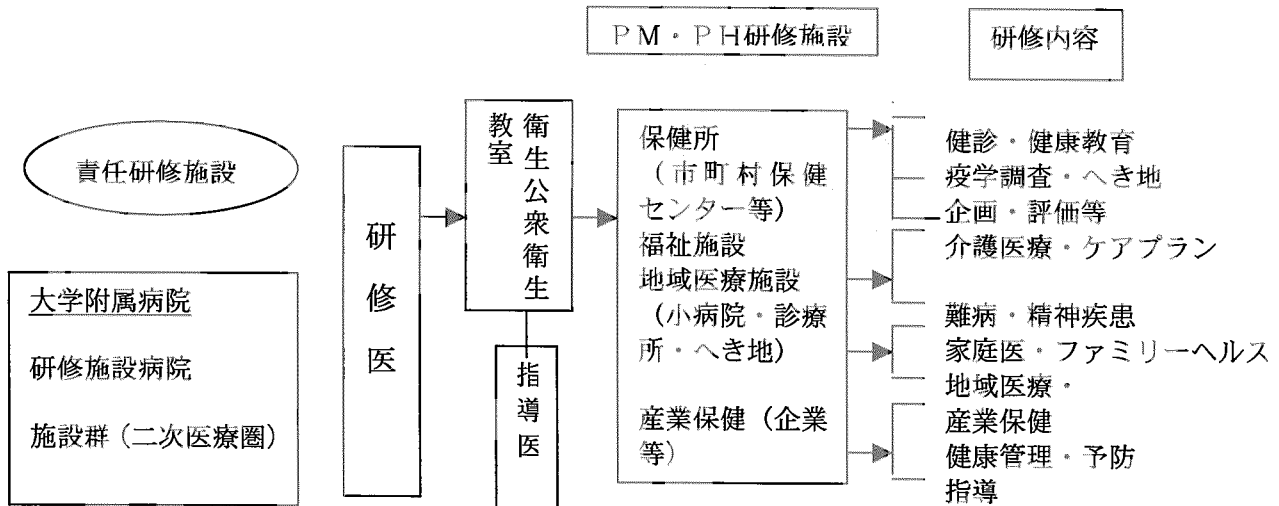 PM・PH研修施設
研修内容
責任研修施設
大学附属病院
研修施設病院
施設群（二次医療圏）
研修医
衛生公衆衛生
教室
指導医
保健所
（市町村保健
センター等）
福祉施設
地域医療施設
（小病院・診療
所・へき地）
産業保健（企業
等）
健診・健康教育
疫学調査・へき地
企画・評価等
介護医療・ケアプラン
難病・精神疾患
家庭医・ファミリーヘルス
地域医療・
産業保健
健康管理・予防
指導